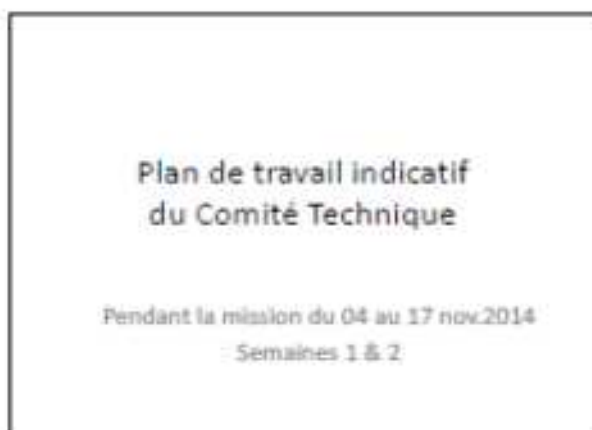 Plan de travail indicatif
du Comité Technique
Pendant la mission du 04 au 17 nov.2014
Semaines 1 & 2